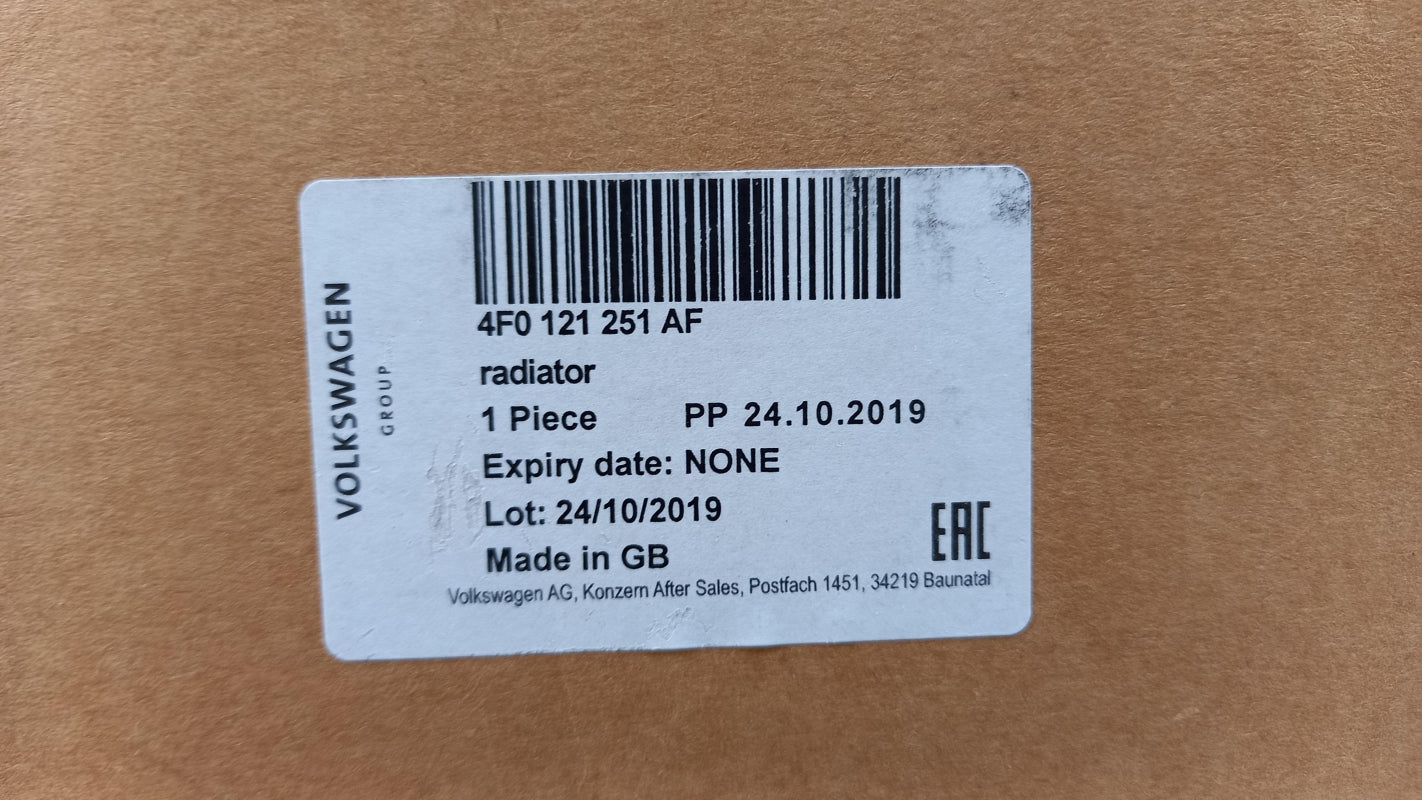 VOLKSWAGEN
GROUP
4F0 121 251 AF
radiator
1 Piece PP 24.10.2019
Expiry date: NONE
Lot: 24/10/2019
Made in GB
EAC
Volkswagen AG, Konzern After Sales, Postfach 1451, 34219 Baunatal